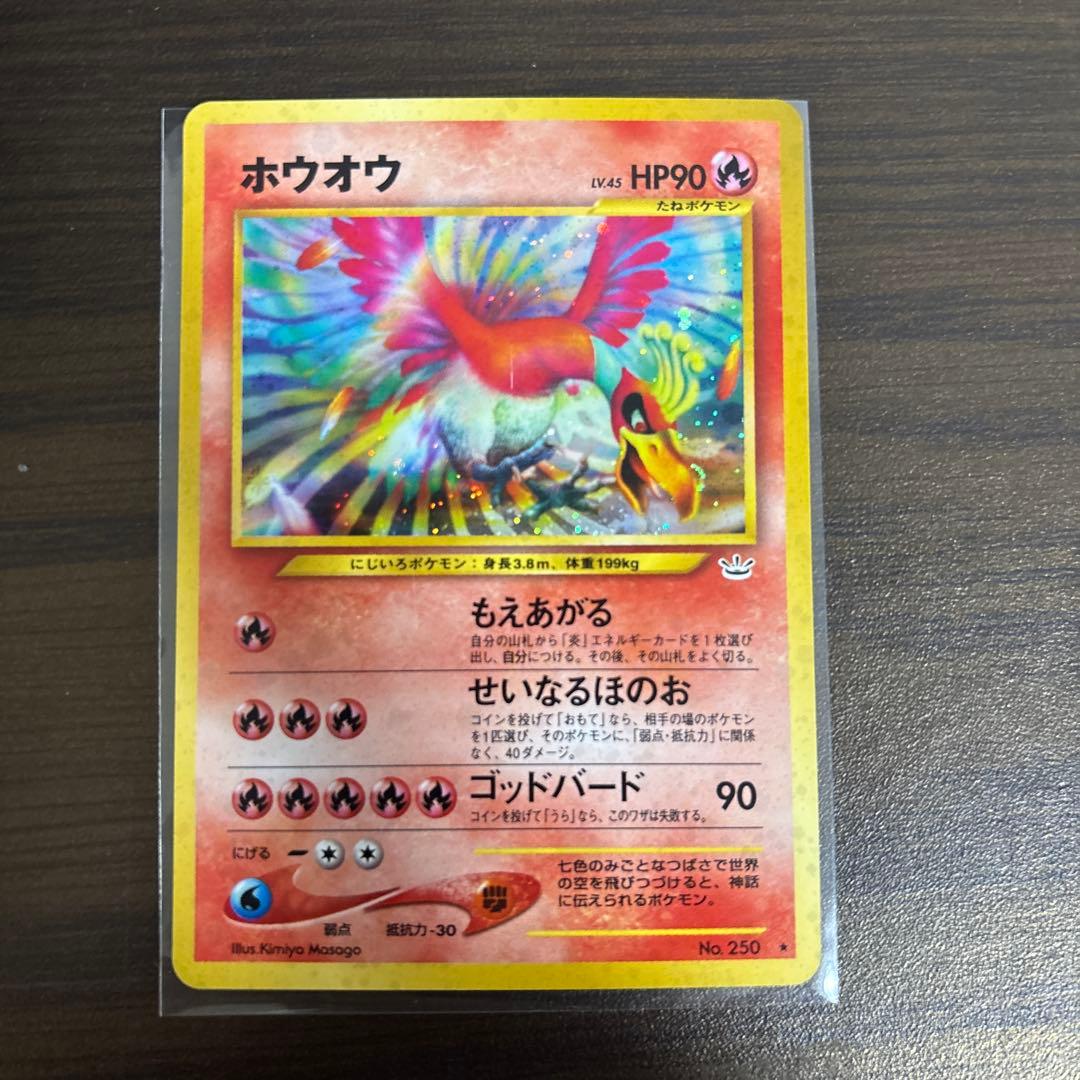 ホウオウ
LV.45 HP90
たねポケモン
にじいろポケモン：身長3.8m、体重199kg
もえあがる
自分の山札から「炎」エネルギーカードを1枚選び
出し、自分につける。その後、その山札をよく切る。
せいなるほのお
コインを投げて「おもて」なら、相手の場のポケモン
を1匹選び、そのポケモンに、「弱点・抵抗力」に関係
なく、40ダメージ。
ゴッドバード 90
コインを投げて「うら」なら、このワザは失敗する。
にげる
七色のみごとなつばさで世界
の空を飛びつづけると、神話
に伝えられるポケモン。
弱点 抵抗力-30
Illus.Kimiya Masago
No. 250 ★